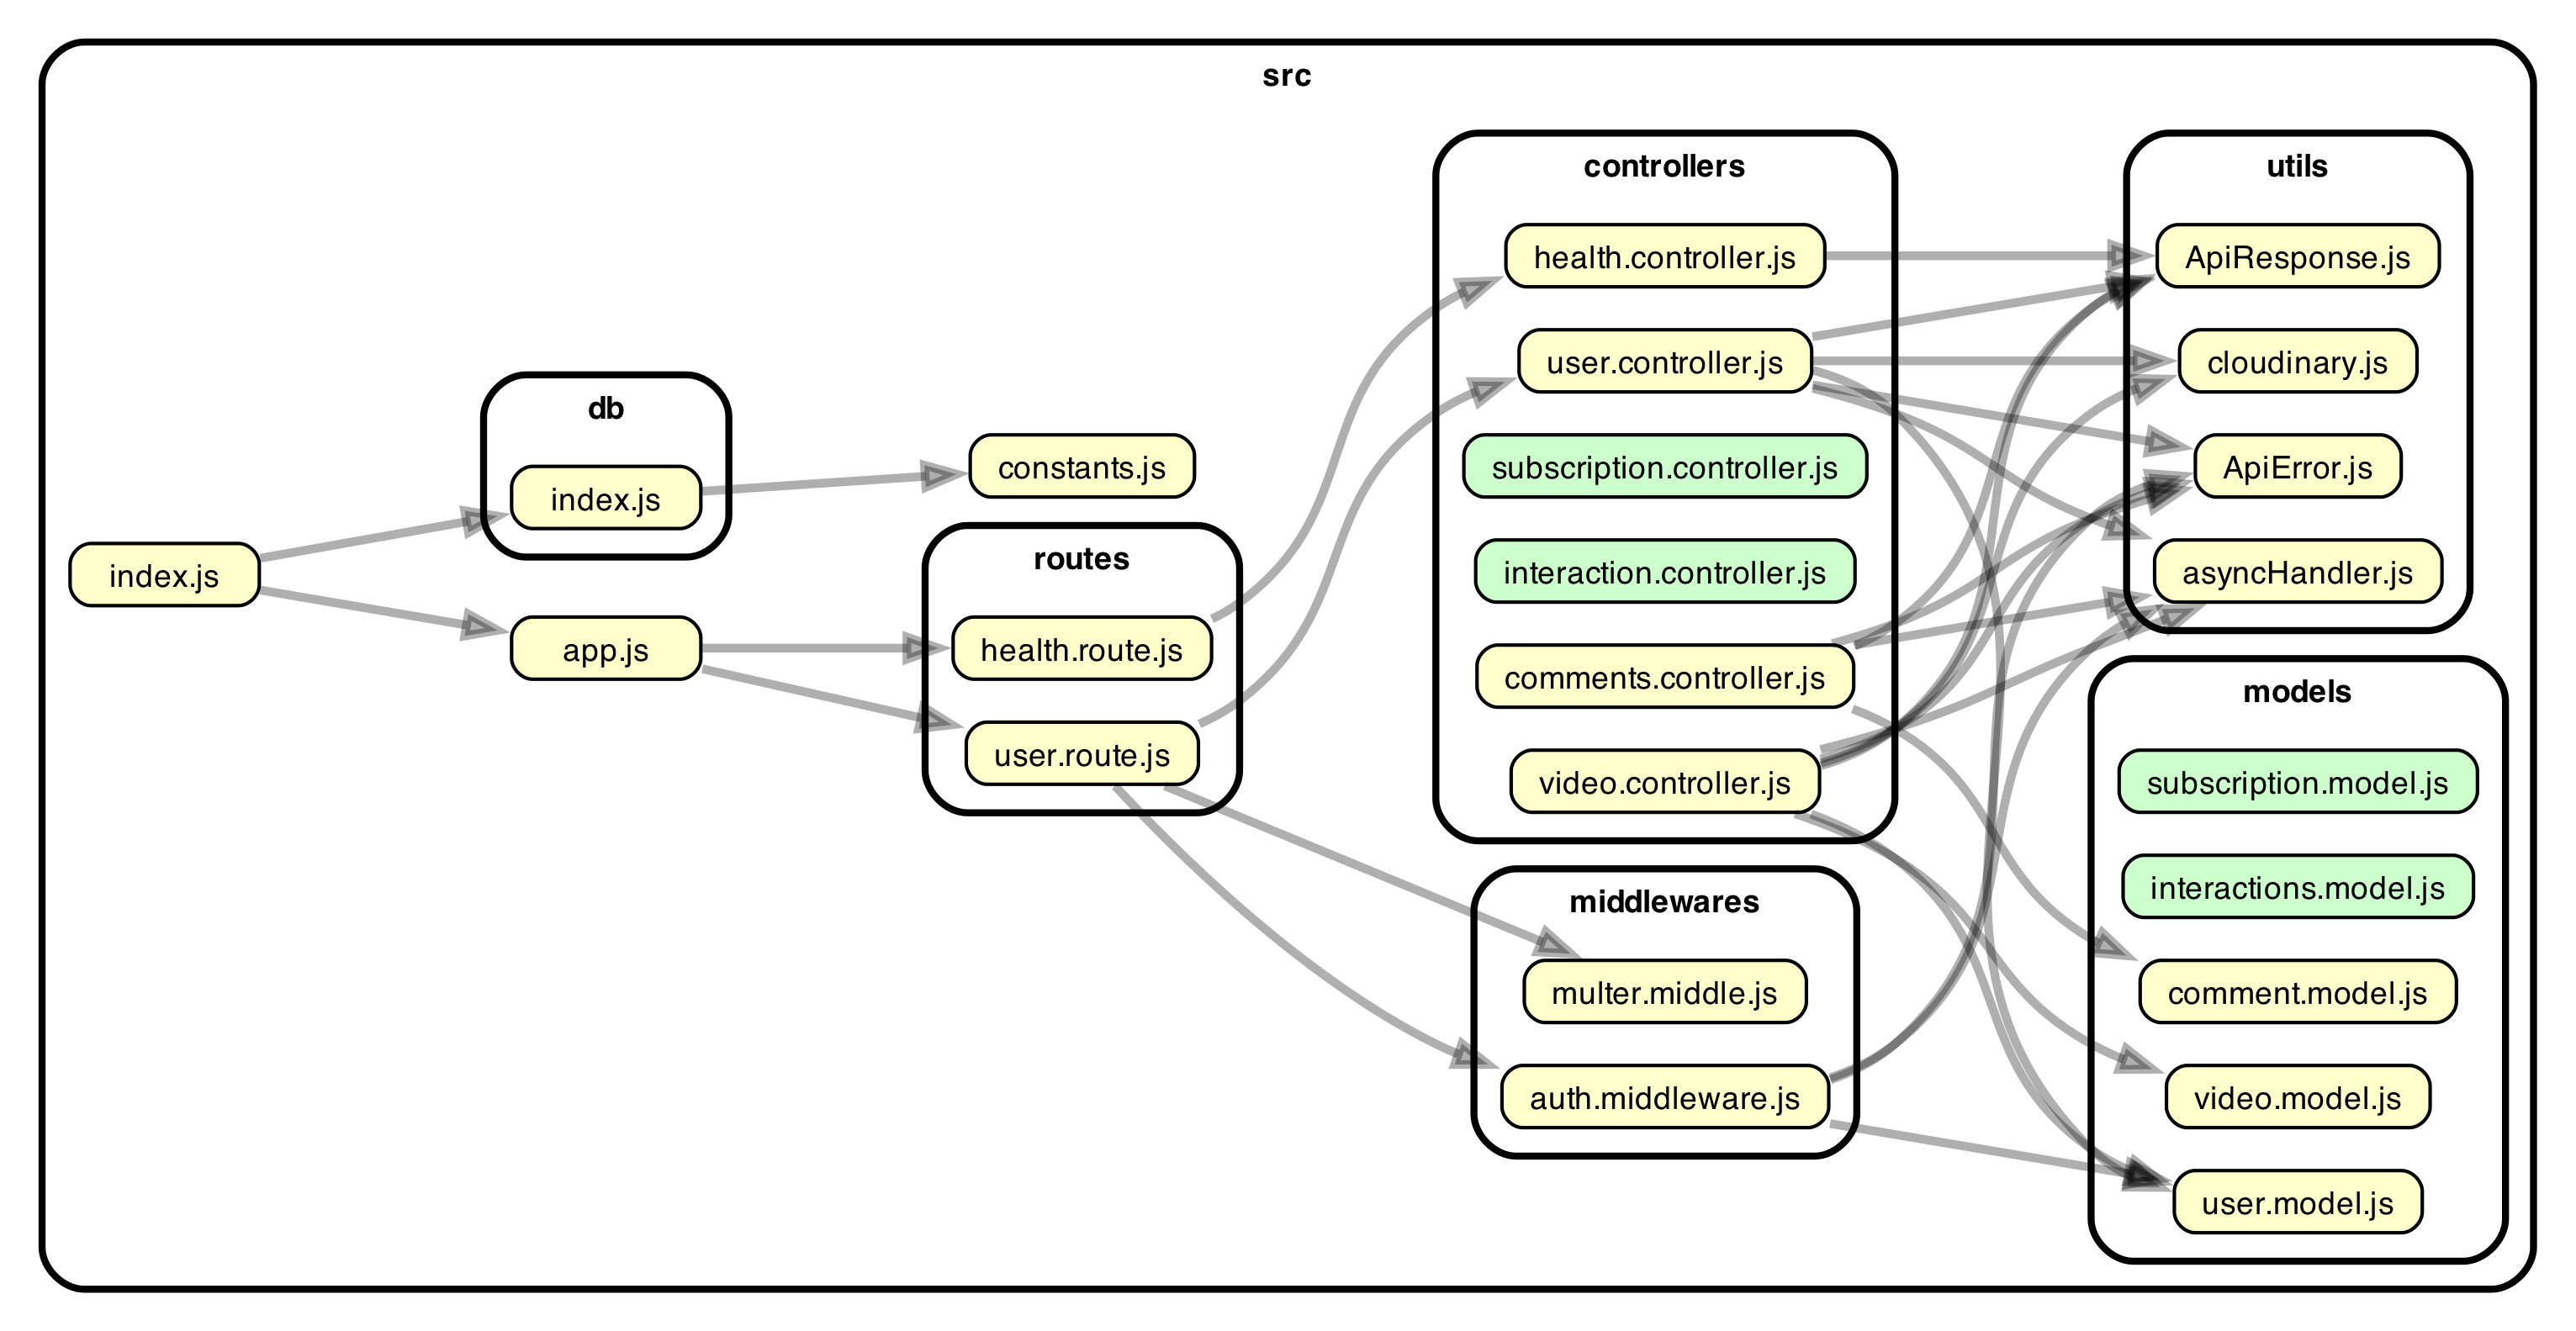 src
index.js
db
index.js
app.js
constants.js
routes
health.route.js
user.route.js
controllers
health.controller.js
user.controller.js
subscription.controller.js
interaction.controller.js
comments.controller.js
video.controller.js
middlewares
multer.middle.js
auth.middleware.js
utils
ApiResponse.js
cloudinary.js
ApiError.js
asyncHandler.js
models
subscription.model.js
interactions.model.js
comment.model.js
video.model.js
user.model.js